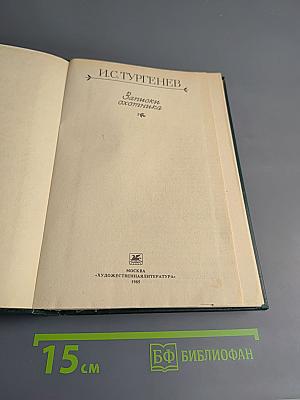 И.С.ТУРГЕНЕВ
Записки
охотника
МОСКВА
«ХУДОЖЕСТВЕННАЯ ЛИТЕРАТУРА»
1985
15 см
БФ БИБЛИОФАН